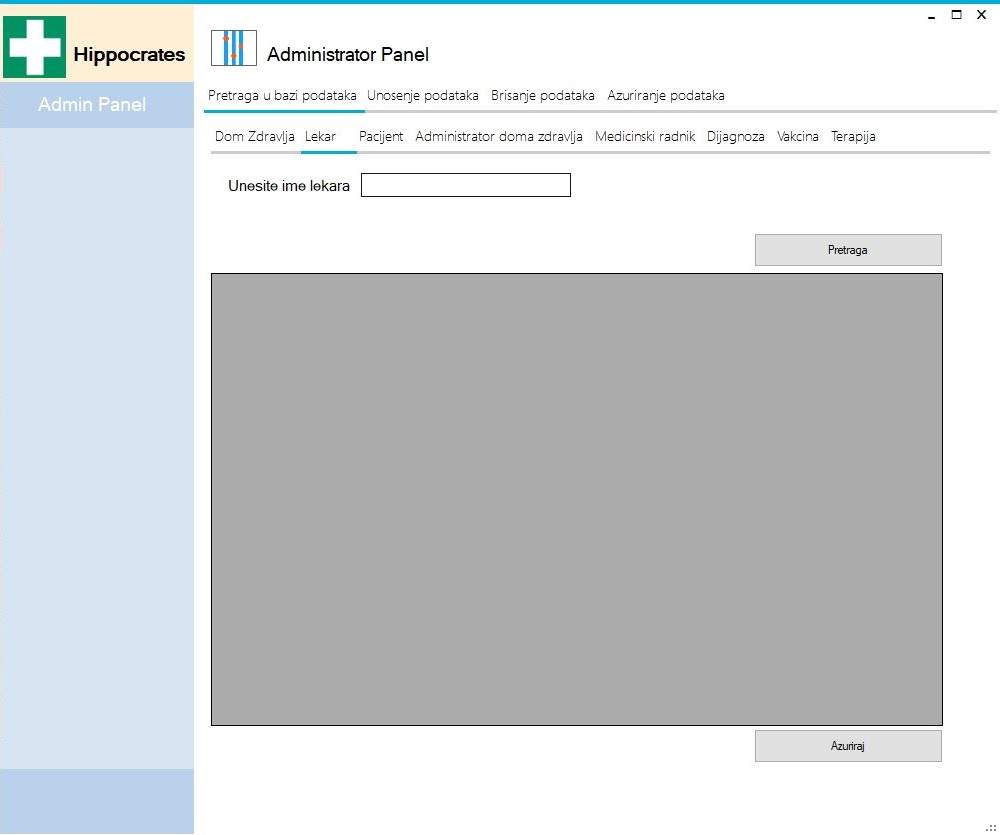 Hippocrates
Administrator Panel
Admin Panel
Pretraga u bazi podataka Unosenje podataka Brisanje podataka Azuriranje podataka
Dom Zdravlja Lekar Pacijent Administrator doma zdravlja Medicinski radnik Dijagnoza Vakcina Terapija
Unesite ime lekara
Pretraga
Azuriraj